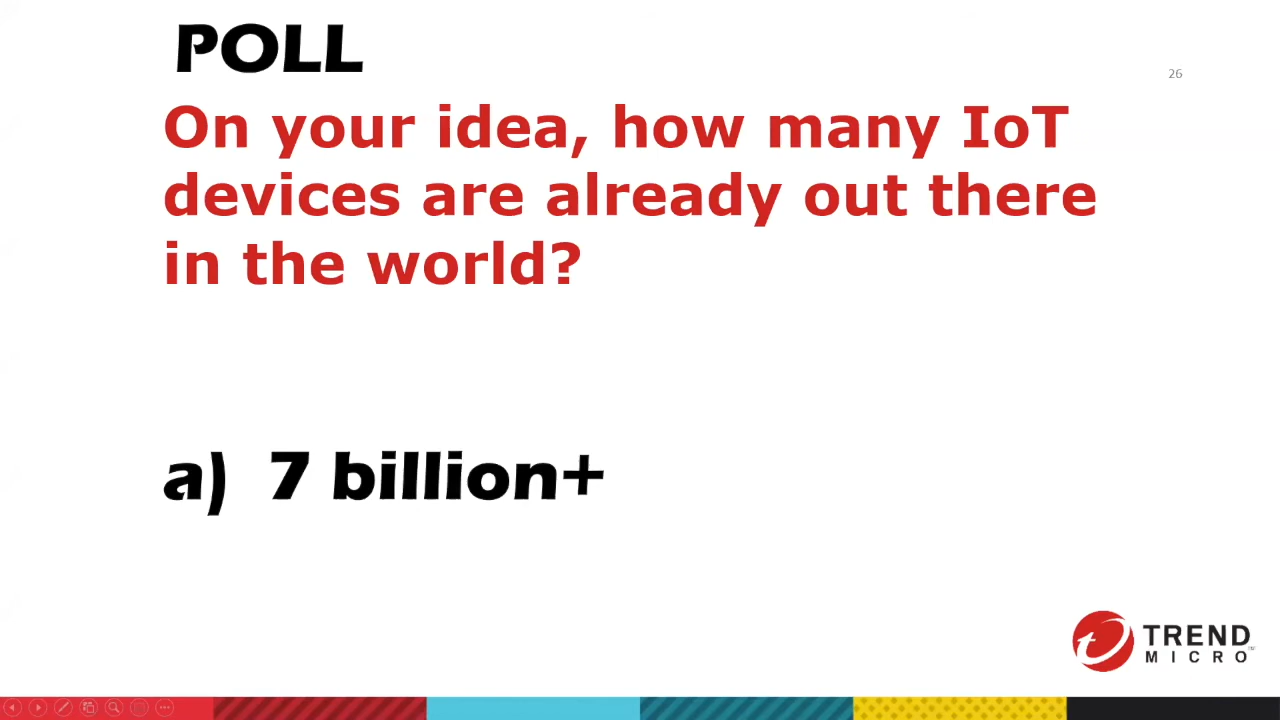 POLL
26
On your idea, how many IoT
devices are already out there
in the world?
a) 7 billion+
TREND
MICRO